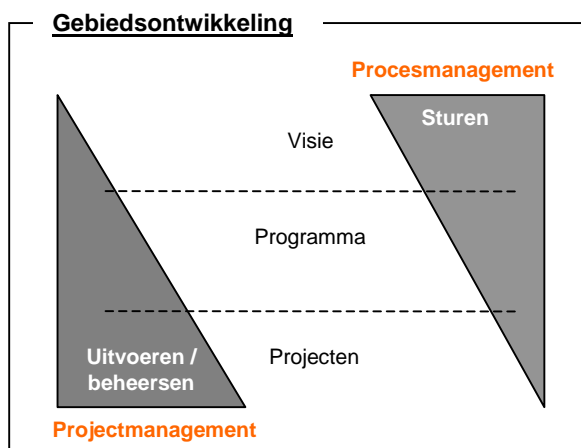 Gebiedsontwikkeling
Procesmanagement
Sturen
Visie
Programma
Projecten
Uitvoeren /
beheersen
Projectmanagement